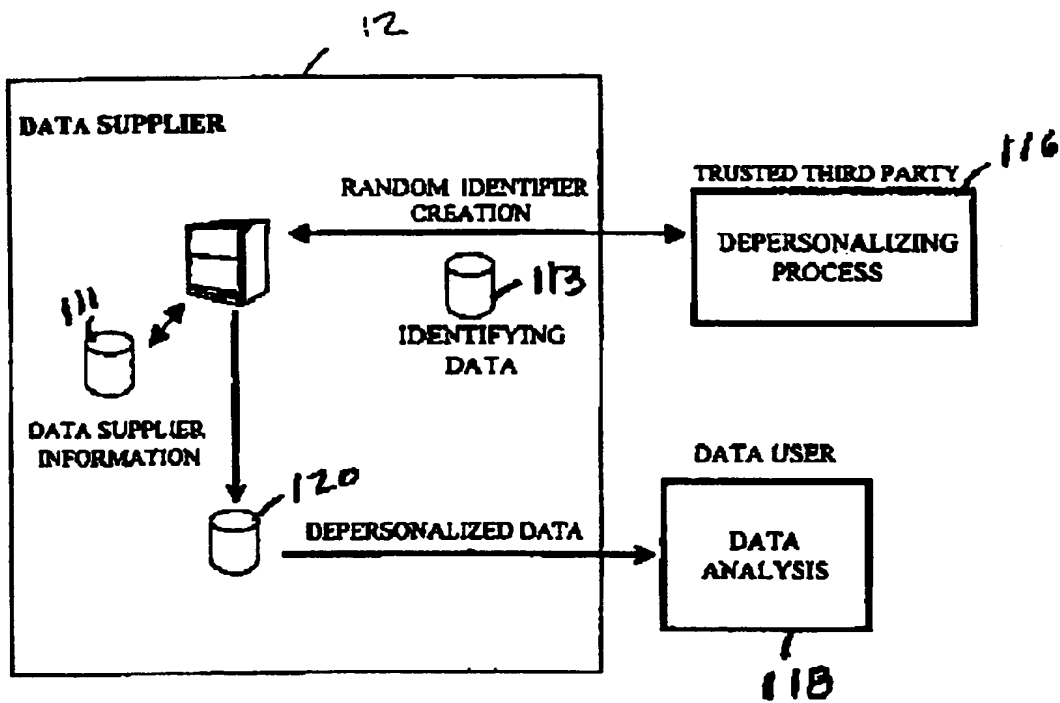 12
DATA SUPPLIER
116
TRUSTED THIRD PARTY
RANDOM IDENTIFIER
CREATION
DEPERSONALIZING
PROCESS
113
111
IDENTIFYING
DATA
DATA SUPPLIER
INFORMATION
120
DATA USER
DEPERSONALIZED DATA
DATA
ANALYSIS
118